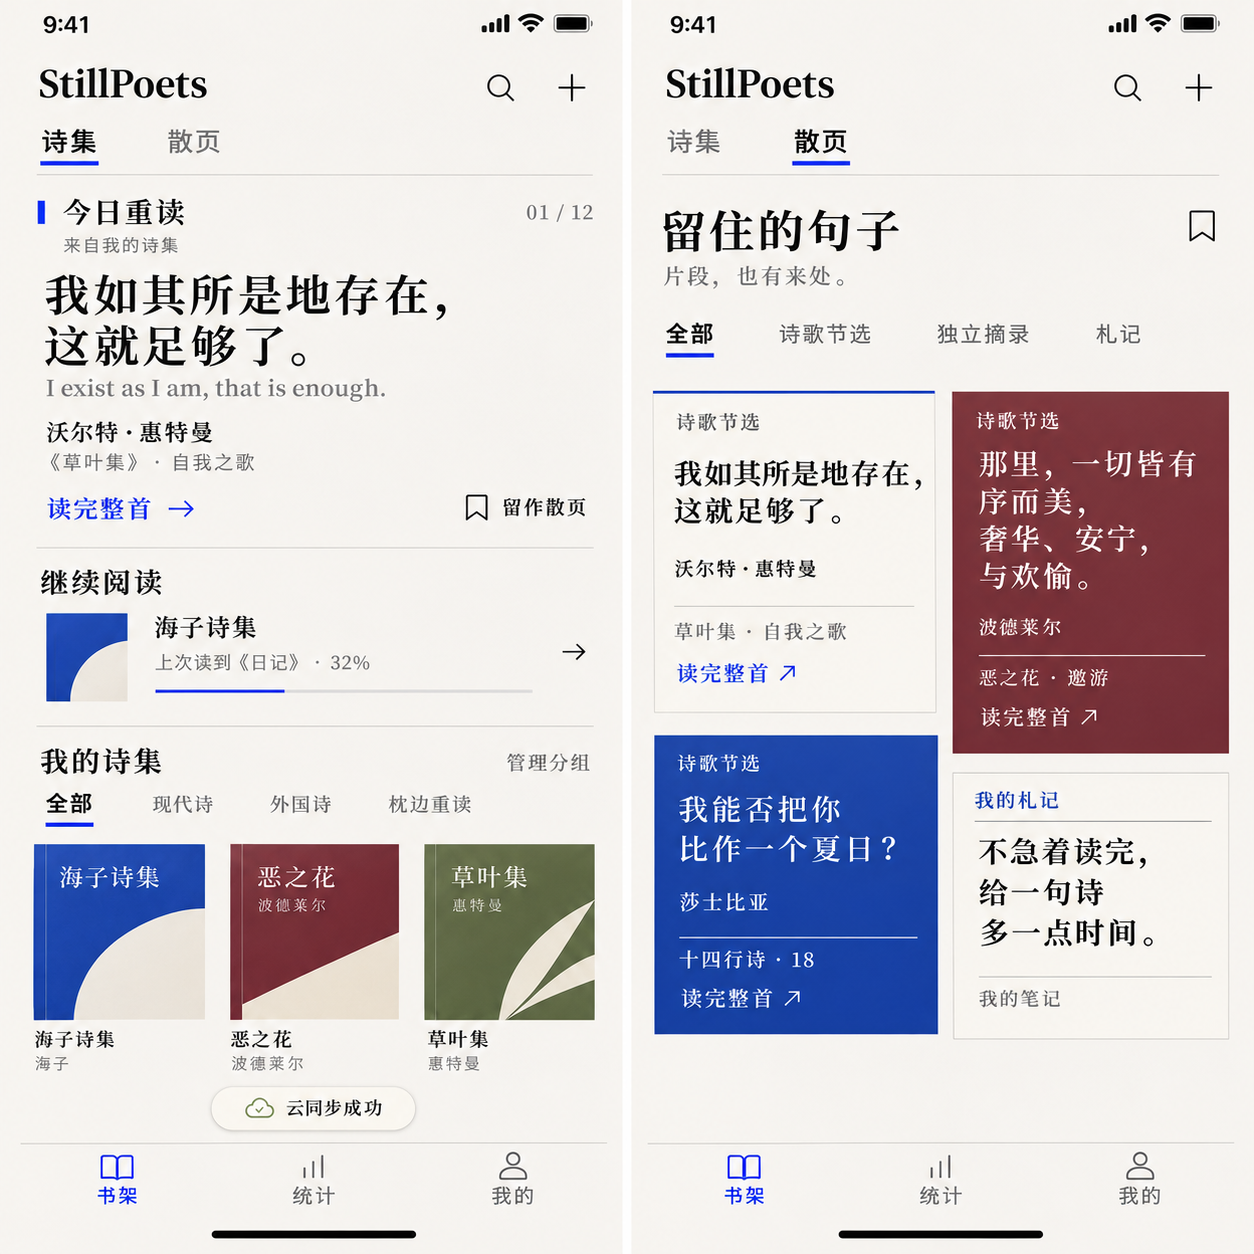 9:41
StillPoets
诗集 散页
今日重读 01 / 12
来自我的诗集
我如其所是地存在，
这就足够了。
I exist as I am, that is enough.
沃尔特·惠特曼
《草叶集》 · 自我之歌
读完整首 → 留作散页
继续阅读
海子诗集
上次读到《日记》 · 32%
→
我的诗集 管理分组
全部 现代诗 外国诗 枕边重读
海子诗集
恶之花
波德莱尔
草叶集
惠特曼
海子诗集
海子
恶之花
波德莱尔
草叶集
惠特曼
云同步成功
书架 统计 我的
9:41
StillPoets
诗集 散页
留住的句子
片段，也有来处。
全部 诗歌节选 独立摘录 札记
诗歌节选
我如其所是地存在，
这就足够了。
沃尔特·惠特曼
草叶集 · 自我之歌
读完整首 ↗
诗歌节选
那里，一切皆有
序而美，
奢华、安宁，
与欢愉。
波德莱尔
恶之花 · 邀游
读完整首 ↗
诗歌节选
我能否把你
比作一个夏日？
莎士比亚
十四行诗 · 18
读完整首 ↗
我的札记
不急着读完，
给一句诗
多一点时间。
我的笔记
书架 统计 我的